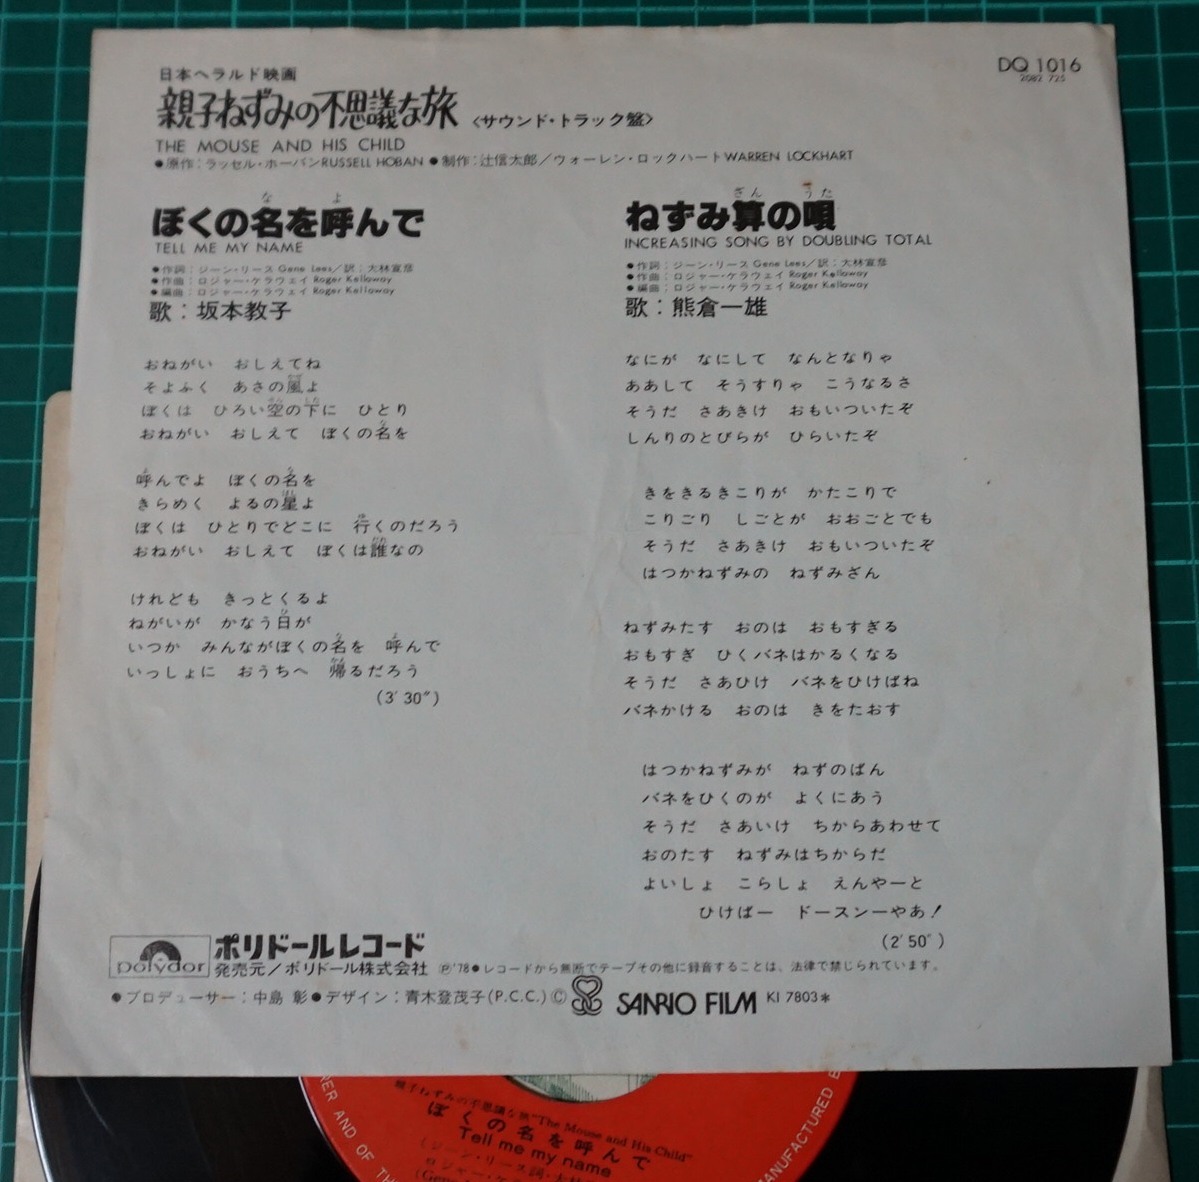 日本ヘラルド映画
DQ 1016
2082 725
親子ねずみの不思議な旅 〈サウンド・トラック盤〉
THE MOUSE AND HIS CHILD
●原作:ラッセル・ホーバンRUSSELL HOBAN ●制作:辻信太郎/ウォーレン・ロックハートWARREN LOCKHART
ぼくの名を呼んで
TELL ME MY NAME
●作詞:ジーン・リース Gene Lees/訳:大林宣彦
●作曲:ロジャー・ケラウェイ Roger Kellaway
●編曲:ロジャー・ケラウェイ Roger Kellaway
歌:坂本教子
おねがい おしえてね
そよふく あさの風よ
ぼくは ひろい空の下に ひとり
おねがい おしえて ぼくの名を
呼んでよ ぼくの名を
きらめく よるの星よ
ぼくは ひとりでどこに 行くのだろう
おねがい おしえて ぼくは誰なの
けれども きっとくるよ
ねがいが かなう日が
いつか みんながぼくの名を 呼んで
いっしょに おうちへ 帰るだろう
(3′30″)
ねずみ算の唄
INCREASING SONG BY DOUBLING TOTAL
●作詞:ジーン・リース Gene Lees/訳:大林宣彦
●作曲:ロジャー・ケラウェイ Roger Kellaway
●編曲:ロジャー・ケラウェイ Roger Kellaway
歌:熊倉一雄
なにが なにして なんとなりゃ
ああして そうすりゃ こうなるさ
そうだ さあきけ おもいついたぞ
しんりのとびらが ひらいたぞ
きをきるきこりが かたこりで
こりごり しごとが おおごとでも
そうだ さあきけ おもいついたぞ
はつかねずみの ねずみざん
ねずみたす おのは おもすぎる
おもすぎ ひくバネはかるくなる
そうだ さあひけ バネをひけばね
バネかける おのは きをたおす
はつかねずみが ねずのばん
バネをひくのが よくにあう
そうだ さあいけ ちからあわせて
おのたす ねずみはちからだ
よいしょ こらしょ えんやーと
ひけばー ドースンーやあ!
(2′50″)
polydor ポリドールレコード
発売元/ポリドール株式会社 Ⓟ'78●レコードから無断でテープその他に録音することは、法律で禁じられています。
●プロデューサー:中島 彰●デザイン:青木登茂子(P.C.C.)Ⓒ SANRIO FILM KI 7803*
親子ねずみの不思議な旅"The Mouse and His Child"
ぼくの名を呼んで
Tell me my name
RER AND OF TH
MANUFACTURED B